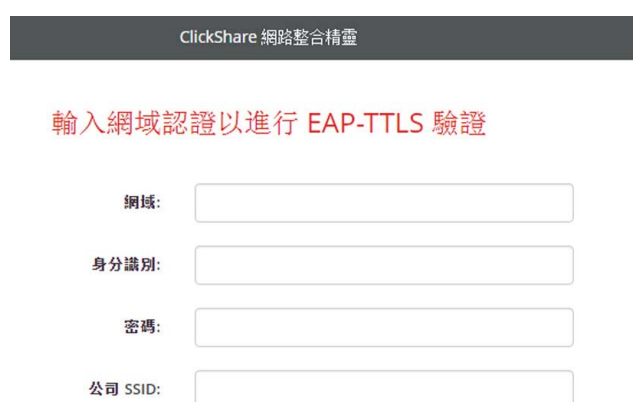 ClickShare 網路整合精靈
輸入網域認證以進行 EAP-TTLS 驗證
網域:
身分識別:
密碼:
公司 SSID: